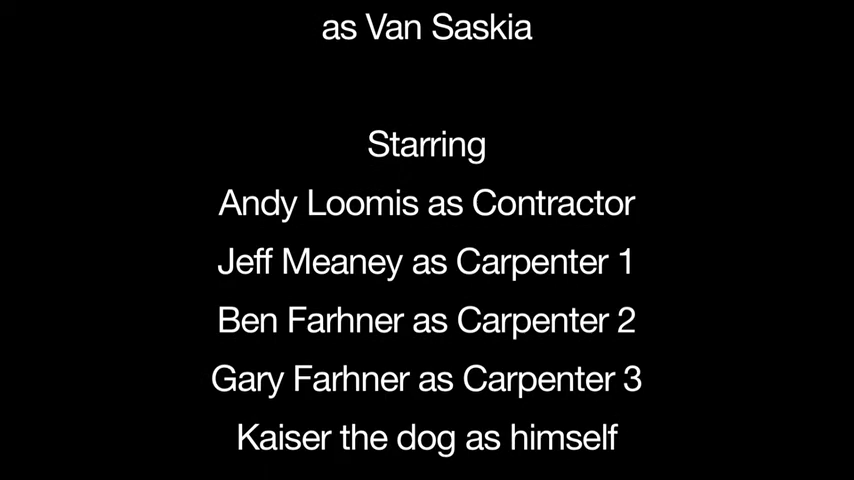 as Van Saskia
Starring
Andy Loomis as Contractor
Jeff Meaney as Carpenter 1
Ben Farhner as Carpenter 2
Gary Farhner as Carpenter 3
Kaiser the dog as himself